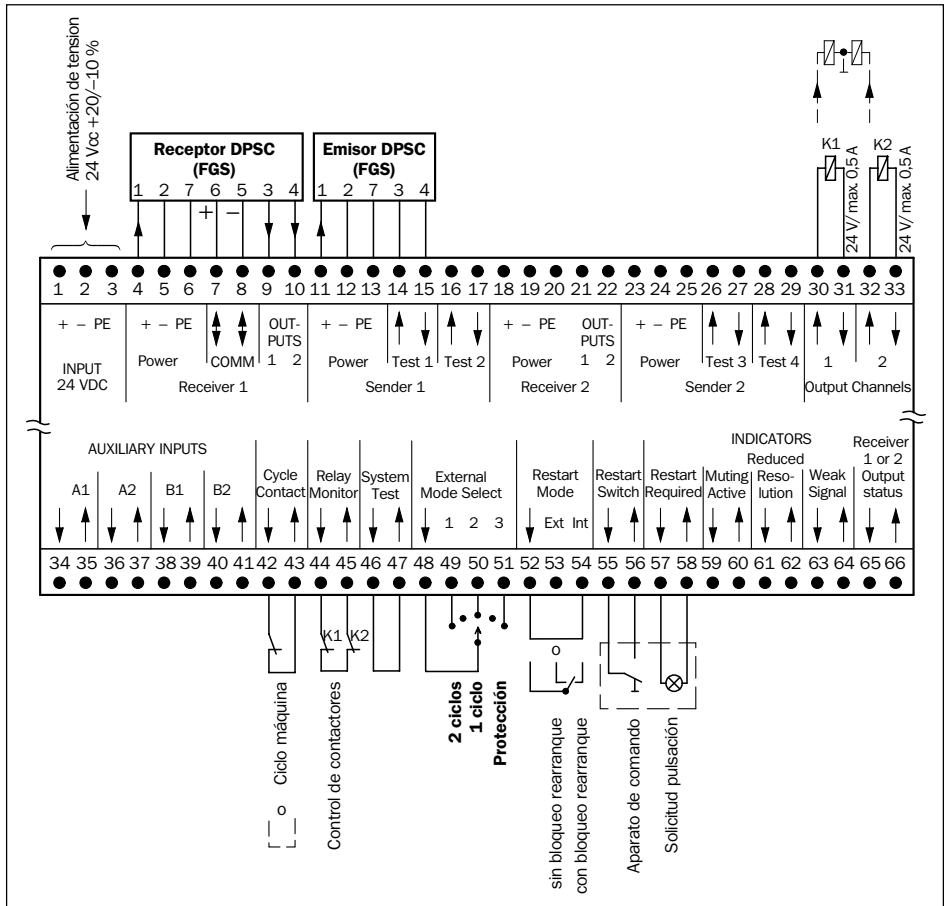 Alimentación de tension
24 Vcc +20/–10 %
Receptor DPSC
(FGS)
1 2 7 6 5 3 4
+ –
Emisor DPSC
(FGS)
1 2 7 3 4
K1
24 V/ max. 0,5 A
K2
24 V/ max. 0,5 A
1 2 3 4 5 6 7 8 9 10 11 12 13 14 15 16 17 18 19 20 21 22 23 24 25 26 27 28 29 30 31 32 33
+ – PE
INPUT
24 VDC
+ – PE
Power
COMM
OUT-
PUTS
1 2
Receiver 1
+ – PE
Power
Test 1
Test 2
Sender 1
+ – PE
Power
OUT-
PUTS
1 2
Receiver 2
+ – PE
Power
Test 3
Test 4
Sender 2
1 2
Output Channels
AUXILIARY INPUTS
A1 A2 B1 B2
Cycle
Contact
Relay
Monitor
System
Test
External
Mode Select
1 2 3
Restart
Mode
Ext Int
Restart
Switch
INDICATORS
Restart
Required
Muting
Active
Reduced
Reso-
lution
Weak
Signal
Receiver
1 or 2
Output
status
34 35 36 37 38 39 40 41 42 43 44 45 46 47 48 49 50 51 52 53 54 55 56 57 58 59 60 61 62 63 64 65 66
K1 K2
o
Ciclo máquina
o
Control de contactores
2 ciclos
1 ciclo
Protección
sin bloqueo rearranque
con bloqueo rearranque
Aparato de comando
Solicitud pulsación